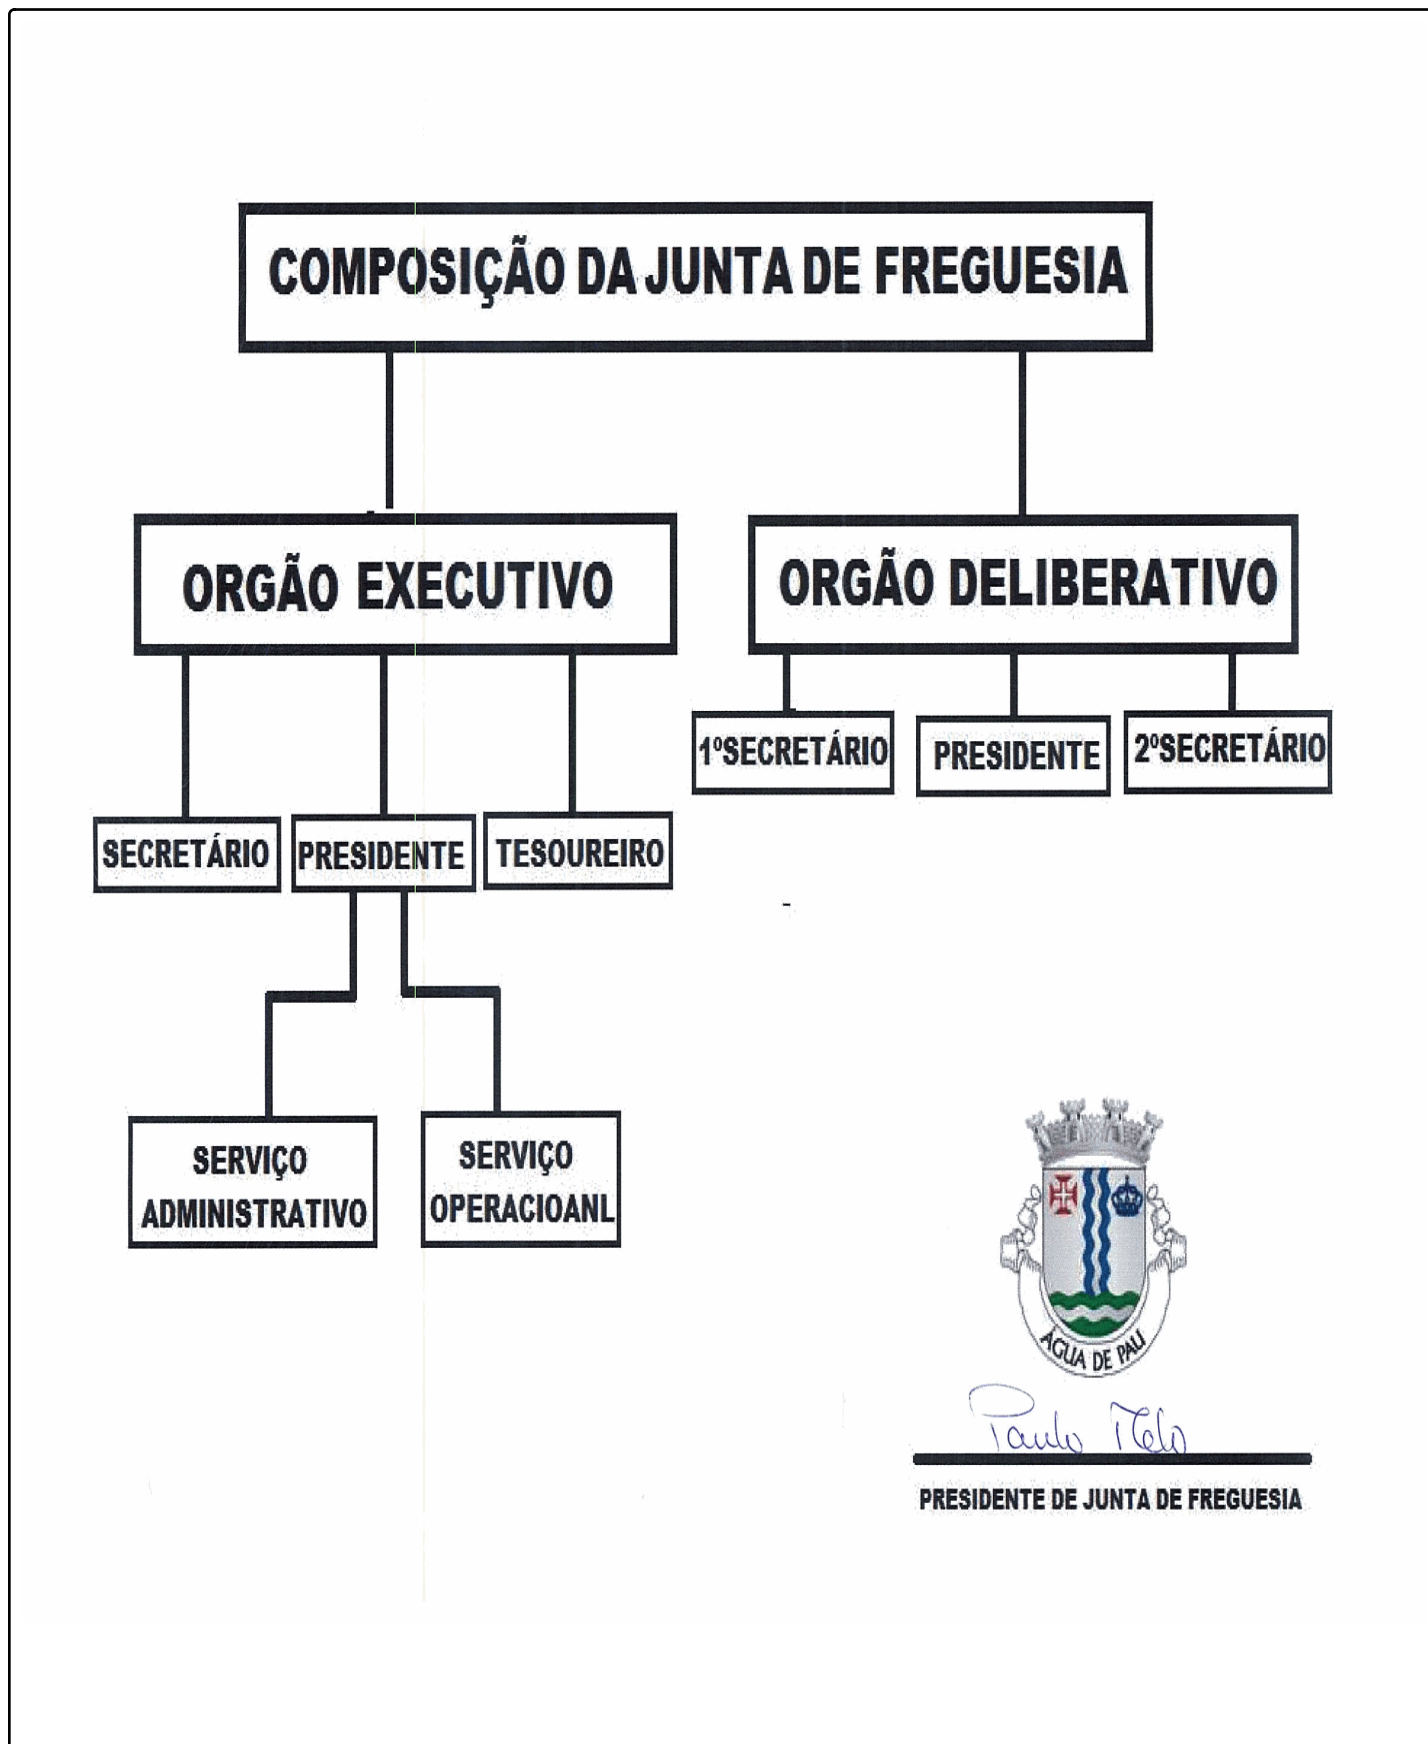 COMPOSIÇÃO DA JUNTA DE FREGUESIA
ORGÃO EXECUTIVO
ORGÃO DELIBERATIVO
1ºSECRETÁRIO
PRESIDENTE
2ºSECRETÁRIO
SECRETÁRIO
PRESIDENTE
TESOUREIRO
SERVIÇO
ADMINISTRATIVO
SERVIÇO
OPERACIOANL
ÁGUA DE PAU
Paulo Melo
PRESIDENTE DE JUNTA DE FREGUESIA